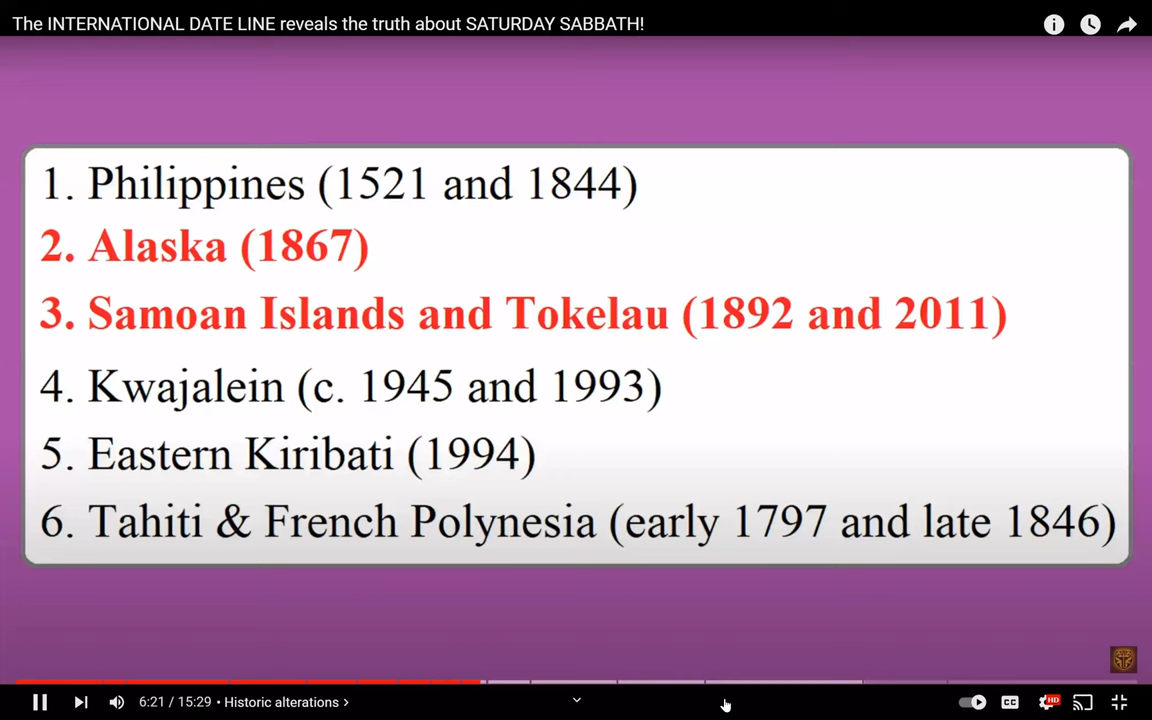 The INTERNATIONAL DATE LINE reveals the truth about SATURDAY SABBATH!
1. Philippines (1521 and 1844)
2. Alaska (1867)
3. Samoan Islands and Tokelau (1892 and 2011)
4. Kwajalein (c. 1945 and 1993)
5. Eastern Kiribati (1994)
6. Tahiti & French Polynesia (early 1797 and late 1846)
6:21 / 15:29 • Historic alterations >
CC
HD